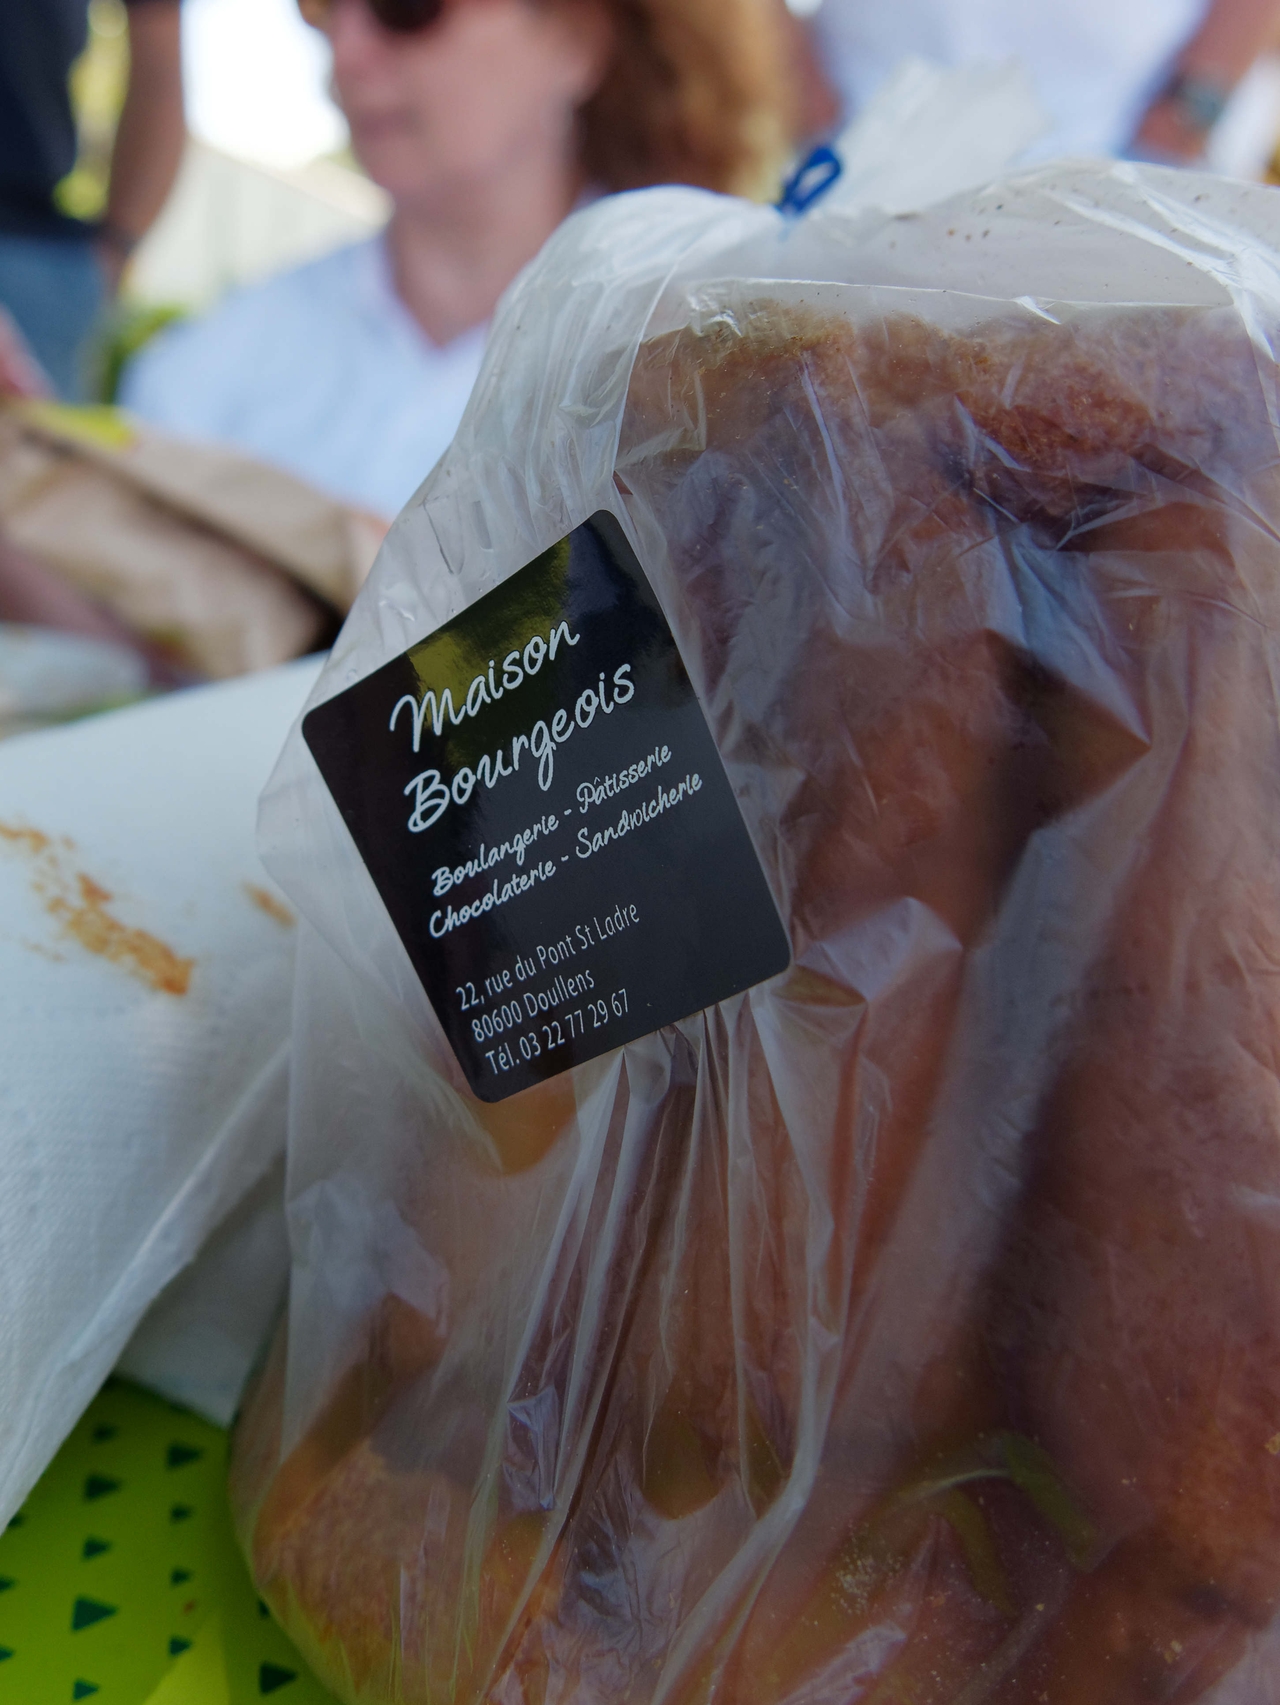 Maison
Bourgeois
Boulangerie - Pâtisserie
Chocolaterie - Sandwicherie
22, rue du Pont St Ladre
80600 Doullens
Tél. 03 22 77 29 67